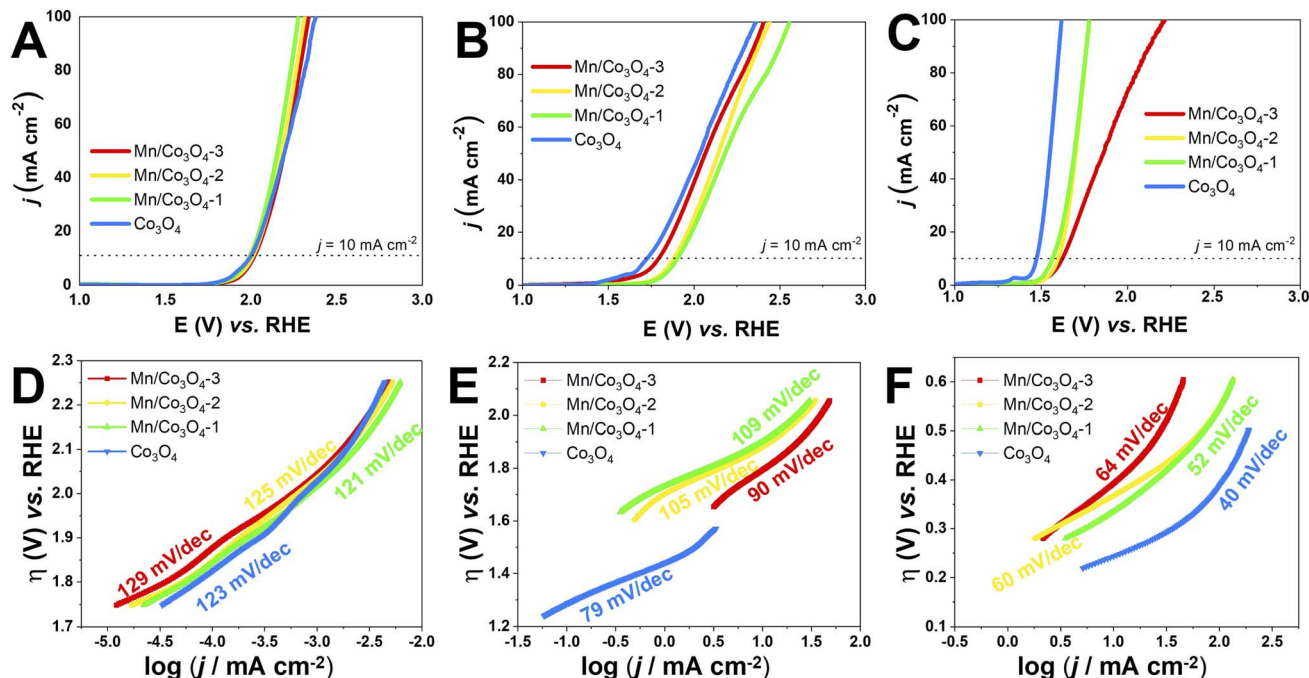 A
100
80
60
40
20
0
j (mA cm⁻²)
Mn/Co₃O₄-3
Mn/Co₃O₄-2
Mn/Co₃O₄-1
Co₃O₄
j = 10 mA cm⁻²
1.0 1.5 2.0 2.5 3.0
E (V) vs. RHE
B
100
80
60
40
20
0
j (mA cm⁻²)
Mn/Co₃O₄-3
Mn/Co₃O₄-2
Mn/Co₃O₄-1
Co₃O₄
j = 10 mA cm⁻²
1.0 1.5 2.0 2.5 3.0
E (V) vs. RHE
C
100
80
60
40
20
0
j (mA cm⁻²)
Mn/Co₃O₄-3
Mn/Co₃O₄-2
Mn/Co₃O₄-1
Co₃O₄
j = 10 mA cm⁻²
1.0 1.5 2.0 2.5 3.0
E (V) vs. RHE
D
2.3
2.2
2.1
2.0
1.9
1.8
1.7
η (V) vs. RHE
Mn/Co₃O₄-3
Mn/Co₃O₄-2
Mn/Co₃O₄-1
Co₃O₄
125 mV/dec
121 mV/dec
129 mV/dec
123 mV/dec
-5.0 -4.5 -4.0 -3.5 -3.0 -2.5 -2.0
log (j / mA cm⁻²)
E
2.2
2.0
1.8
1.6
1.4
1.2
η (V) vs. RHE
Mn/Co₃O₄-3
Mn/Co₃O₄-2
Mn/Co₃O₄-1
Co₃O₄
109 mV/dec
105 mV/dec
90 mV/dec
79 mV/dec
-1.5 -1.0 -0.5 0.0 0.5 1.0 1.5 2.0
log (j / mA cm⁻²)
F
0.6
0.5
0.4
0.3
0.2
0.1
η (V) vs. RHE
Mn/Co₃O₄-3
Mn/Co₃O₄-2
Mn/Co₃O₄-1
Co₃O₄
64 mV/dec
52 mV/dec
40 mV/dec
60 mV/dec
-0.5 0.0 0.5 1.0 1.5 2.0 2.5
log (j / mA cm⁻²)